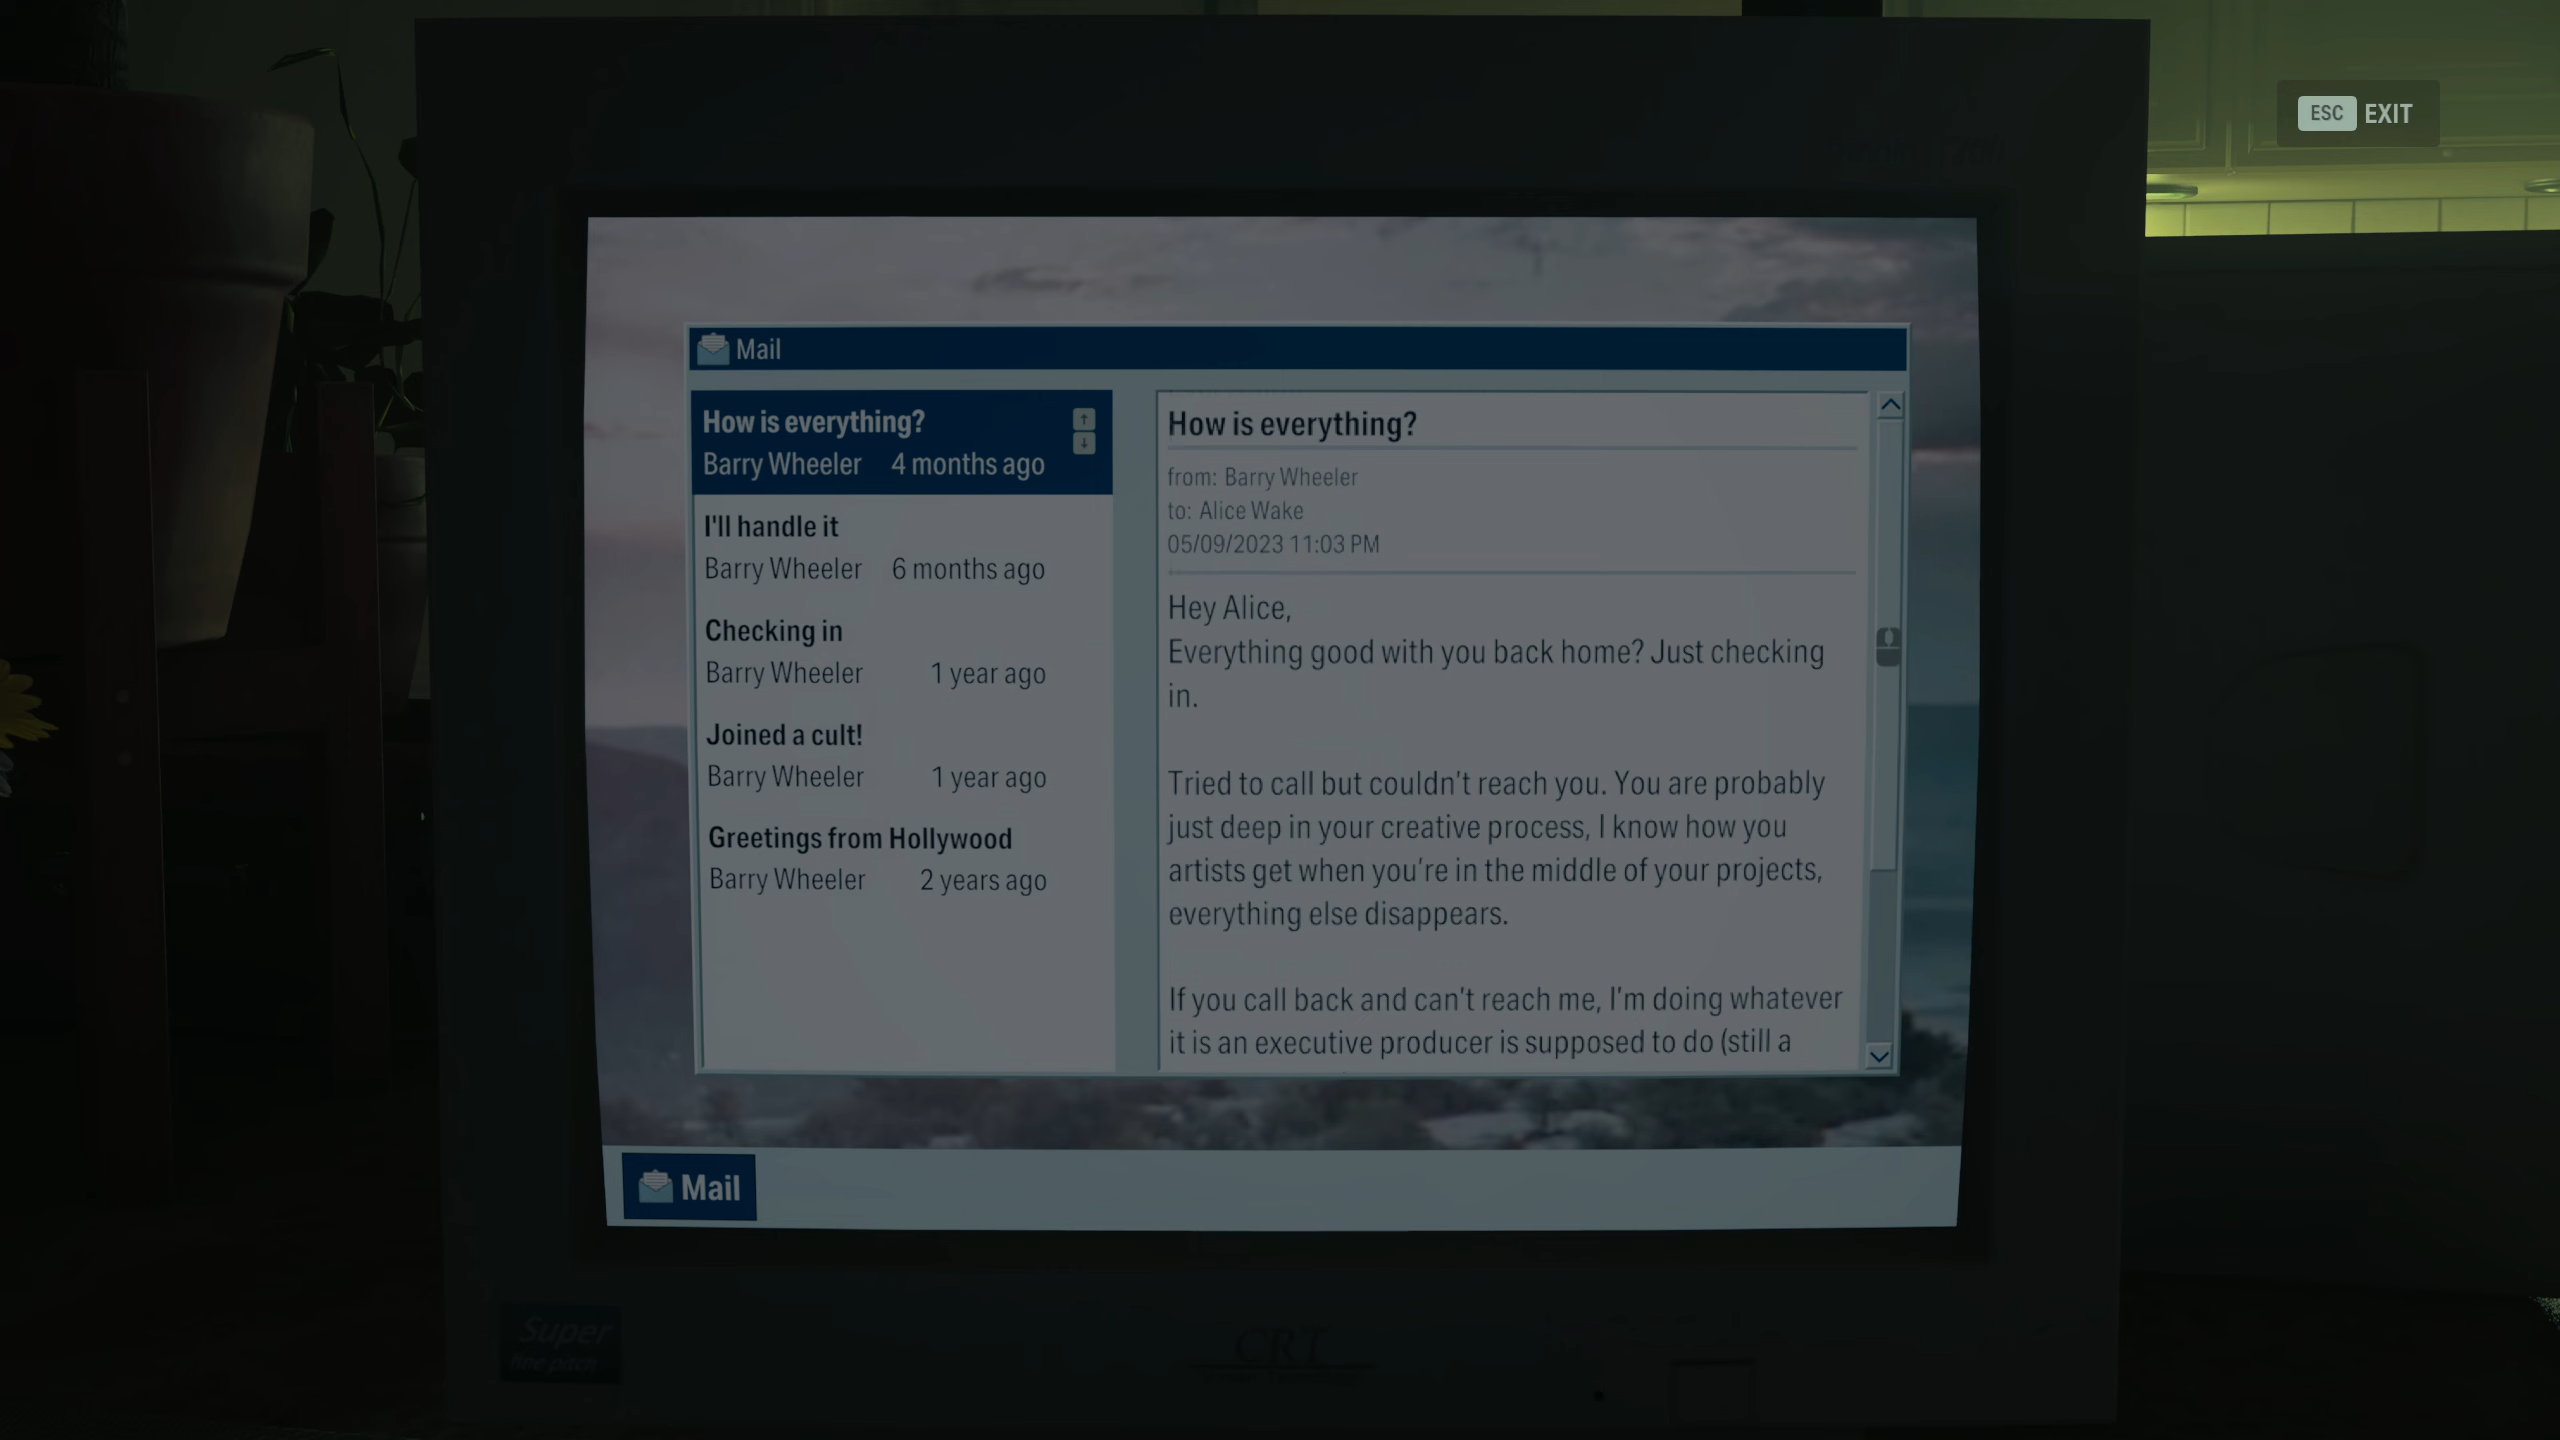 ESC EXIT
Mail
How is everything?
Barry Wheeler 4 months ago
I'll handle it
Barry Wheeler 6 months ago
Checking in
Barry Wheeler 1 year ago
Joined a cult!
Barry Wheeler 1 year ago
Greetings from Hollywood
Barry Wheeler 2 years ago
How is everything?
from: Barry Wheeler
to: Alice Wake
05/09/2023 11:03 PM
Hey Alice,
Everything good with you back home? Just checking
in.
Tried to call but couldn't reach you. You are probably
just deep in your creative process, I know how you
artists get when you're in the middle of your projects,
everything else disappears.
If you call back and can't reach me, I'm doing whatever
it is an executive producer is supposed to do (still a
Mail
Super
fine pitch
CRT